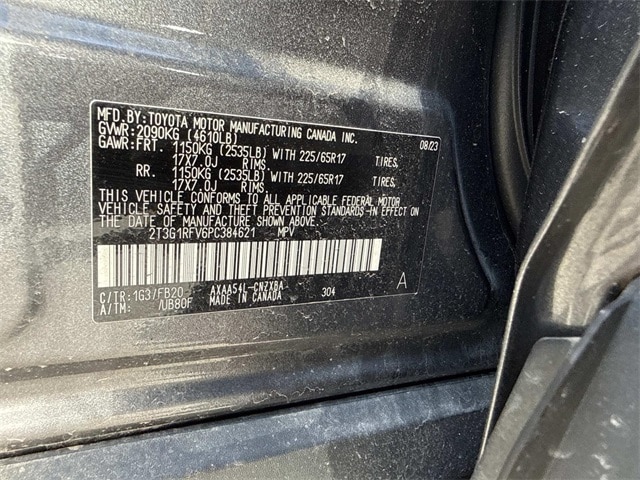 MFD. BY: TOYOTA MOTOR MANUFACTURING CANADA INC. 08/23
GVWR: 2090KG (4610LB)
GAWR: FRT. 1150KG (2535LB) WITH 225/65R17 TIRES,
17X7.0J RIMS
RR. 1150KG (2535LB) WITH 225/65R17 TIRES,
17X7.0J RIMS
THIS VEHICLE CONFORMS TO ALL APPLICABLE FEDERAL MOTOR
VEHICLE SAFETY AND THEFT PREVENTION STANDARDS IN EFFECT
ON THE DATE OF MANUFACTURE SHOWN ABOVE.
2T3G1RFV6PC384621 MPV
C/TR: 1G3/FB20 AXAA54L-CNZXBA 304 A
A/TM: /UB80F MADE IN CANADA